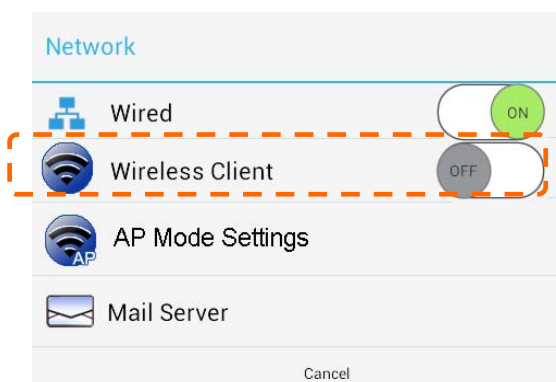 Network
Wired ON
Wireless Client OFF
AP
AP Mode Settings
Mail Server
Cancel